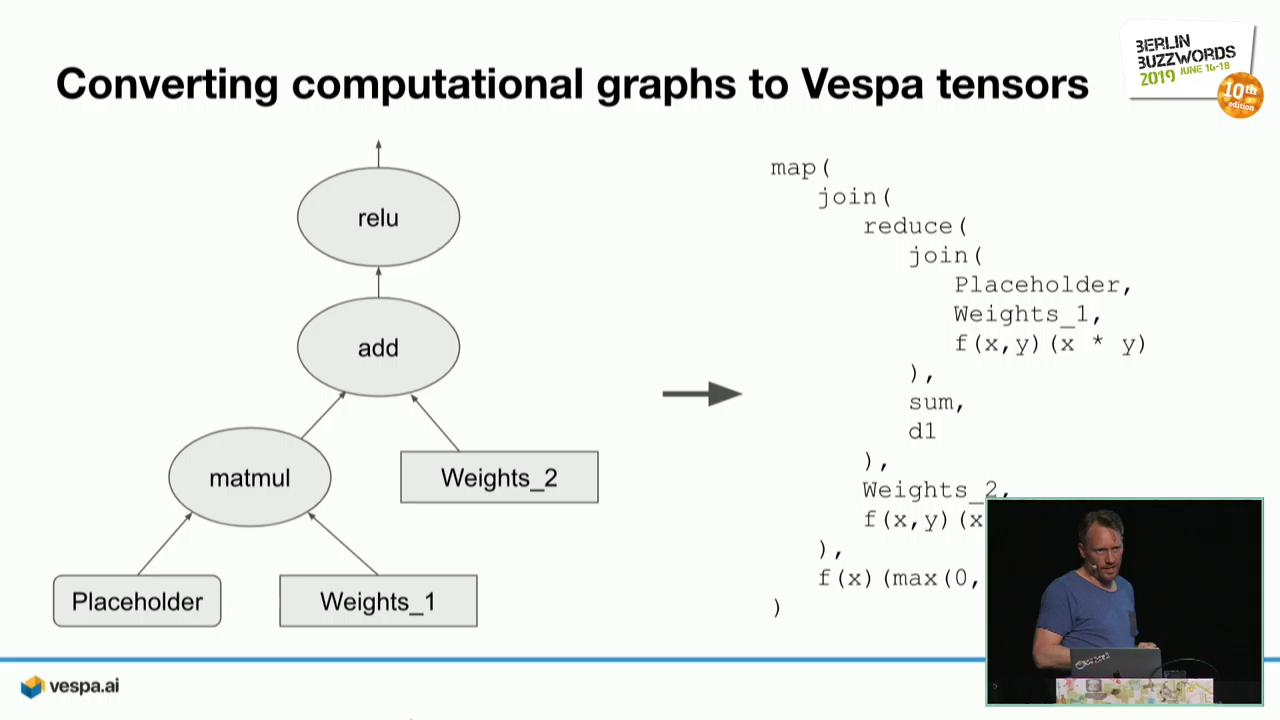 BERLIN
BUZZWORDS
2019 JUNE 16-18
10th
edition
Converting computational graphs to Vespa tensors
relu
add
matmul
Weights_2
Placeholder
Weights_1
map(
join(
reduce(
join(
Placeholder,
Weights_1,
f(x,y)(x * y)
),
sum,
d1
),
Weights_2,
f(x,y)(x
),
f(x)(max(0,
)
vespa.ai